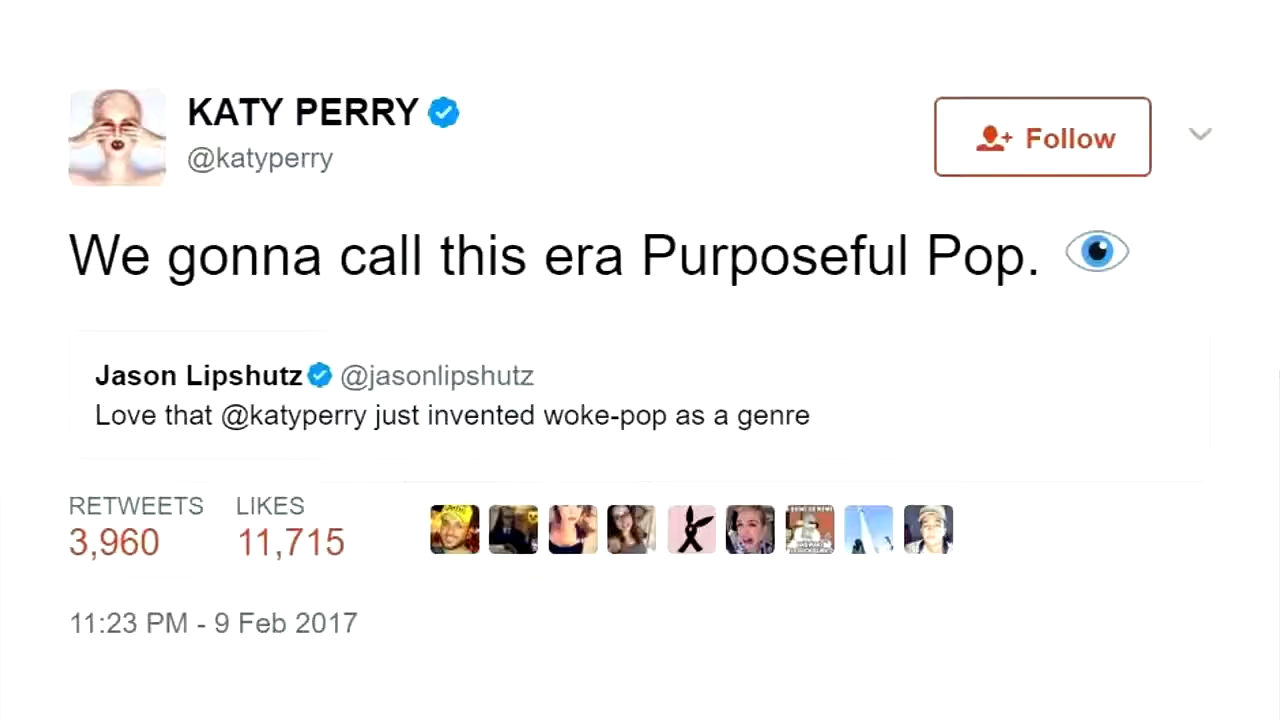 KATY PERRY
@katyperry
Follow
We gonna call this era Purposeful Pop. 👁
Jason Lipshutz @jasonlipshutz
Love that @katyperry just invented woke-pop as a genre
RETWEETS LIKES
3,960 11,715
11:23 PM - 9 Feb 2017